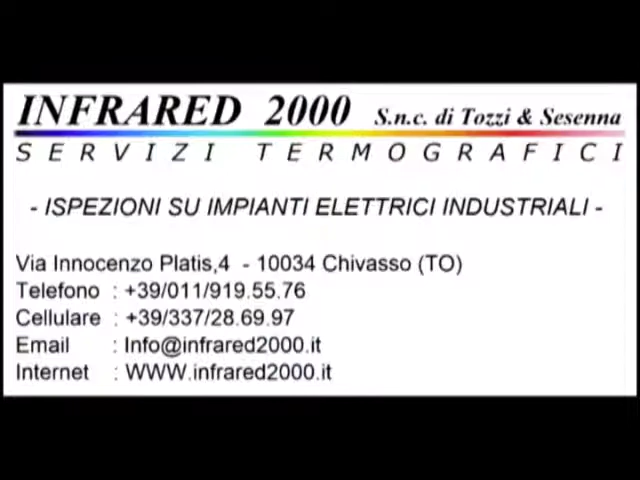 INFRARED 2000 S.n.c. di Tozzi & Sesenna
SERVIZI TERMOGRAFICI
- ISPEZIONI SU IMPIANTI ELETTRICI INDUSTRIALI -
Via Innocenzo Platis,4 - 10034 Chivasso (TO)
Telefono : +39/011/919.55.76
Cellulare : +39/337/28.69.97
Email : Info@infrared2000.it
Internet : WWW.infrared2000.it